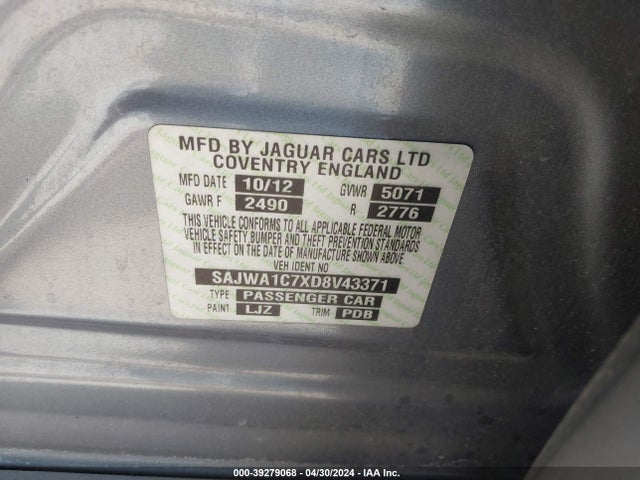 MFD BY JAGUAR CARS LTD
COVENTRY ENGLAND
MFD DATE 10/12 GVWR 5071
GAWR F 2490 R 2776
THIS VEHICLE CONFORMS TO ALL APPLICABLE FEDERAL MOTOR
VEHICLE SAFETY BUMPER AND THEFT PREVENTION STANDARDS
IN EFFECT ON THE DATE OF MANUFACTURE SHOWN ABOVE
VEH IDENT NO
SAJWA1C7XD8V43371
TYPE PASSENGER CAR
PAINT LJZ TRIM PDB
000-39279068 - 04/30/2024 - IAA Inc.